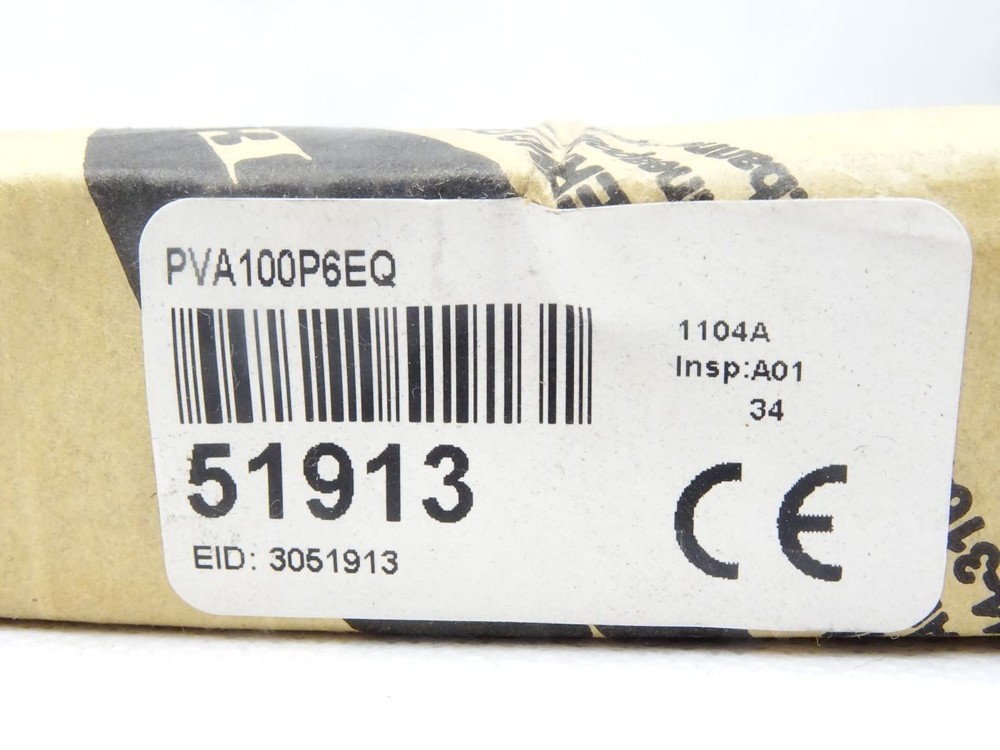 PVA100P6EQ
1104A
Insp:A01
34
51913
EID: 3051913
CE